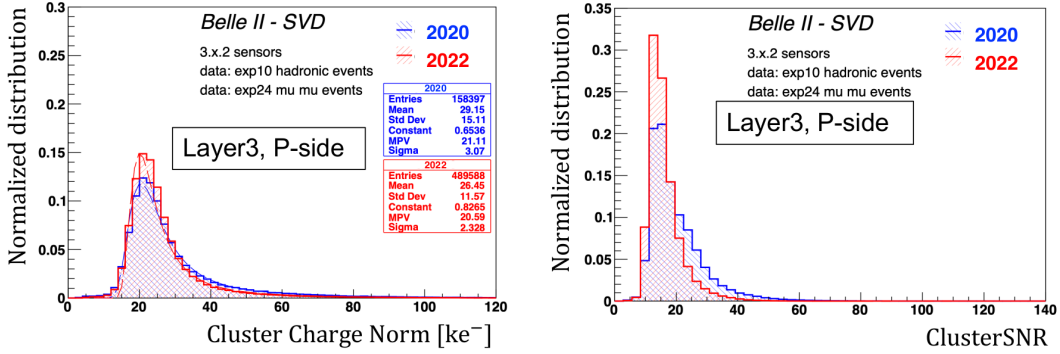 Belle II - SVD
2020
2022
3.x.2 sensors
data: exp10 hadronic events
data: exp24 mu mu events
Layer3, P-side
2020
Entries 158397
Mean 29.15
Std Dev 15.11
Constant 0.6536
MPV 21.11
Sigma 3.07
2022
Entries 489588
Mean 26.45
Std Dev 11.57
Constant 0.8265
MPV 20.59
Sigma 2.328
Normalized distribution
0.3
0.25
0.2
0.15
0.1
0.05
0
0 20 40 60 80 100 120
Cluster Charge Norm [ke⁻]
Belle II - SVD
2020
2022
3.x.2 sensors
data: exp10 hadronic events
data: exp24 mu mu events
Layer3, P-side
Normalized distribution
0.35
0.3
0.25
0.2
0.15
0.1
0.05
0
0 20 40 60 80 100 120 140
ClusterSNR